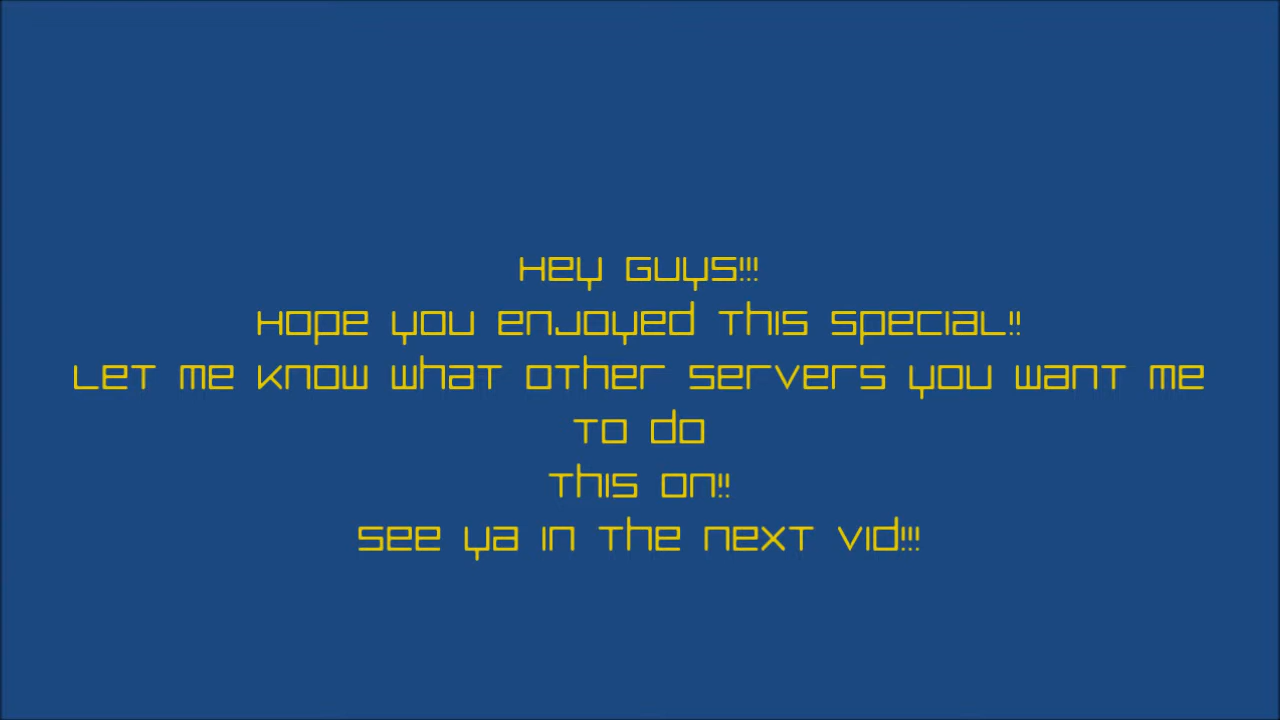 Hey Guys!!!
Hope you enjoyed this special!!
Let me know what other servers you want me
to do
this on!!
See ya in the next vid!!!